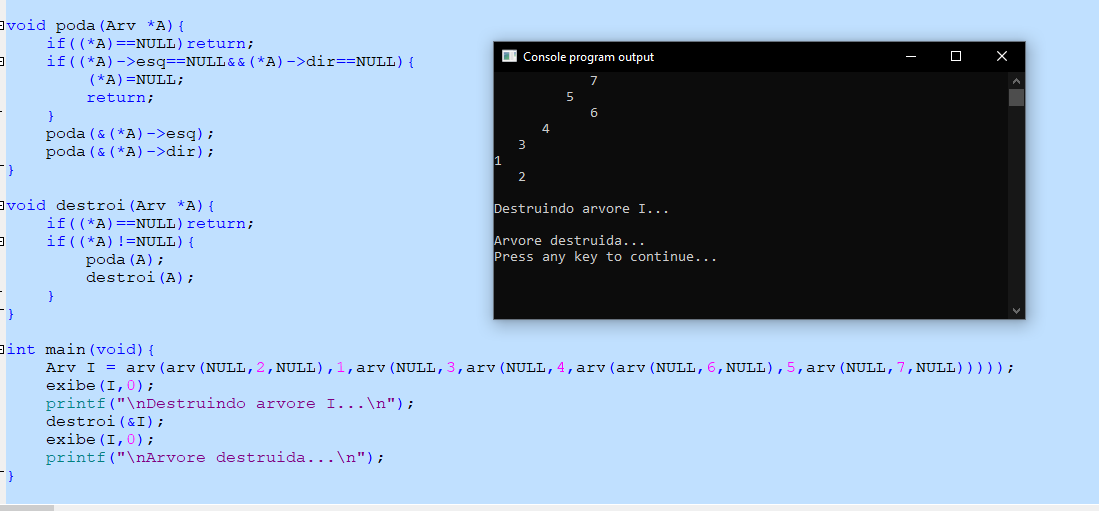 void poda(Arv *A){
    if((*A)==NULL)return;
    if((*A)->esq==NULL&&(*A)->dir==NULL){
        (*A)=NULL;
        return;
    }
    poda(&(*A)->esq);
    poda(&(*A)->dir);
}
void destroi(Arv *A){
    if((*A)==NULL)return;
    if((*A)!=NULL){
        poda(A);
        destroi(A);
    }
}
int main(void){
    Arv I = arv(arv(NULL,2,NULL),1,arv(NULL,3,arv(NULL,4,arv(arv(NULL,6,NULL),5,arv(NULL,7,NULL)))));
    exibe(I,0);
    printf("\nDestruindo arvore I...\n");
    destroi(&I);
    exibe(I,0);
    printf("\nArvore destruida...\n");
}
Console program output
            7
         5
            6
      4
   3
1
   2
Destruindo arvore I...
Arvore destruida...
Press any key to continue...